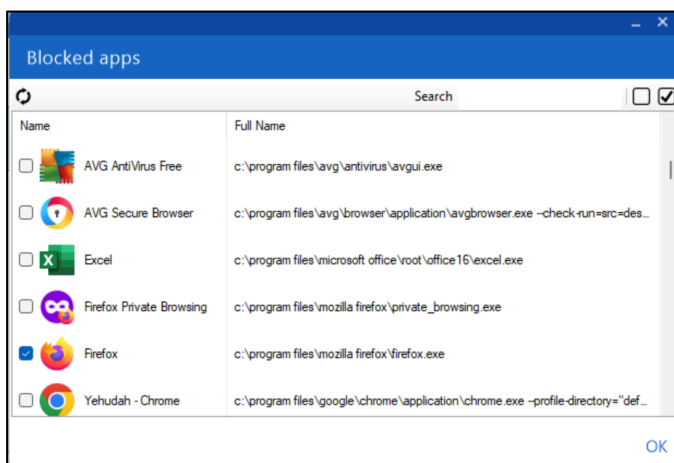 Blocked apps
Search
Name Full Name
AVG AntiVirus Free c:\program files\avg\antivirus\avgui.exe
AVG Secure Browser c:\program files\avg\browser\application\avgbrowser.exe --check-run=src=des...
Excel c:\program files\microsoft office\root\office16\excel.exe
Firefox Private Browsing c:\program files\mozilla firefox\private_browsing.exe
Firefox c:\program files\mozilla firefox\firefox.exe
Yehudah - Chrome c:\program files\google\chrome\application\chrome.exe --profile-directory="def...
OK